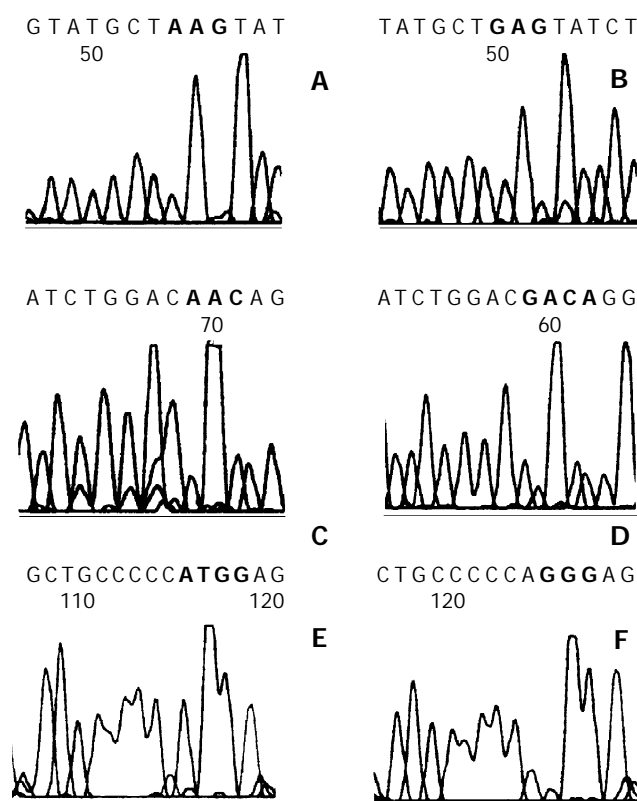 G T A T G C T A A G T A T
50
A
T A T G C T G A G T A T C T
50
B
A T C T G G A C A A C A G
70
C
A T C T G G A C G A C A G G
60
D
G C T G C C C C C A T G G A G
110 120
E
C T G C C C C C A G G G A G
120
F